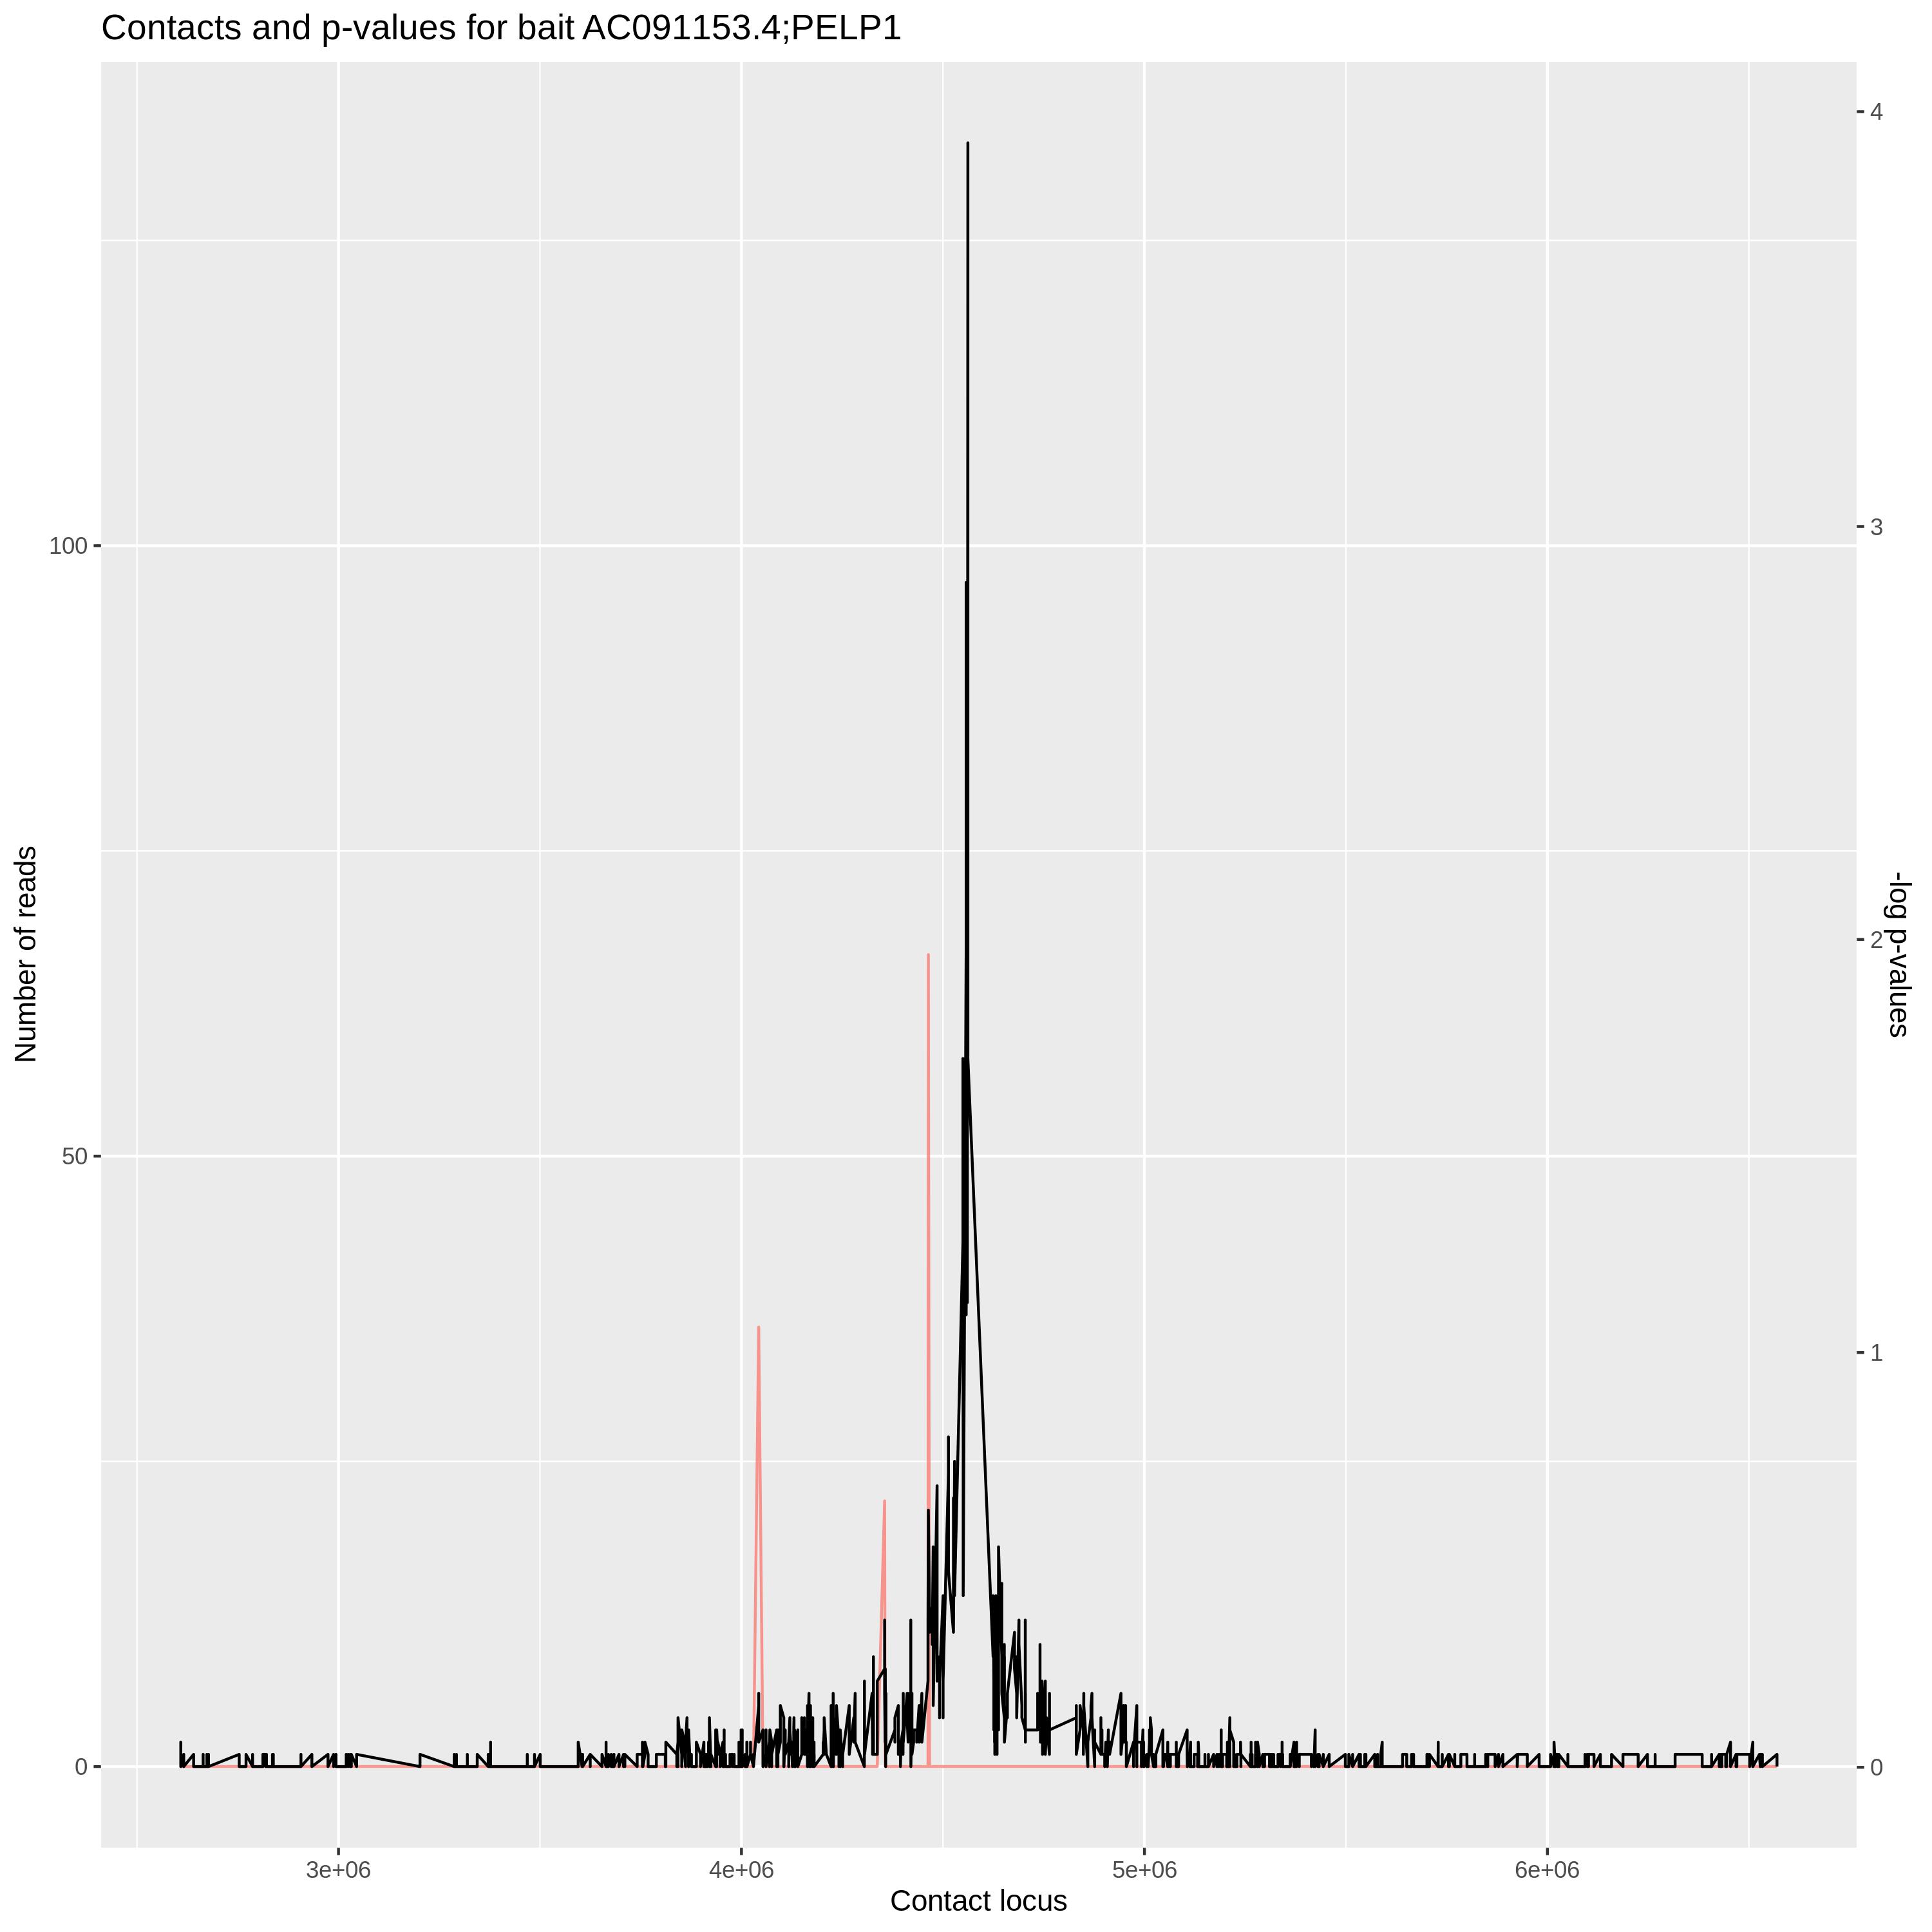 Contacts and p-values for bait AC091153.4;PELP1
Number of reads
100
50
0
4
3
2
1
0
-log p-values
3e+06
4e+06
5e+06
6e+06
Contact locus